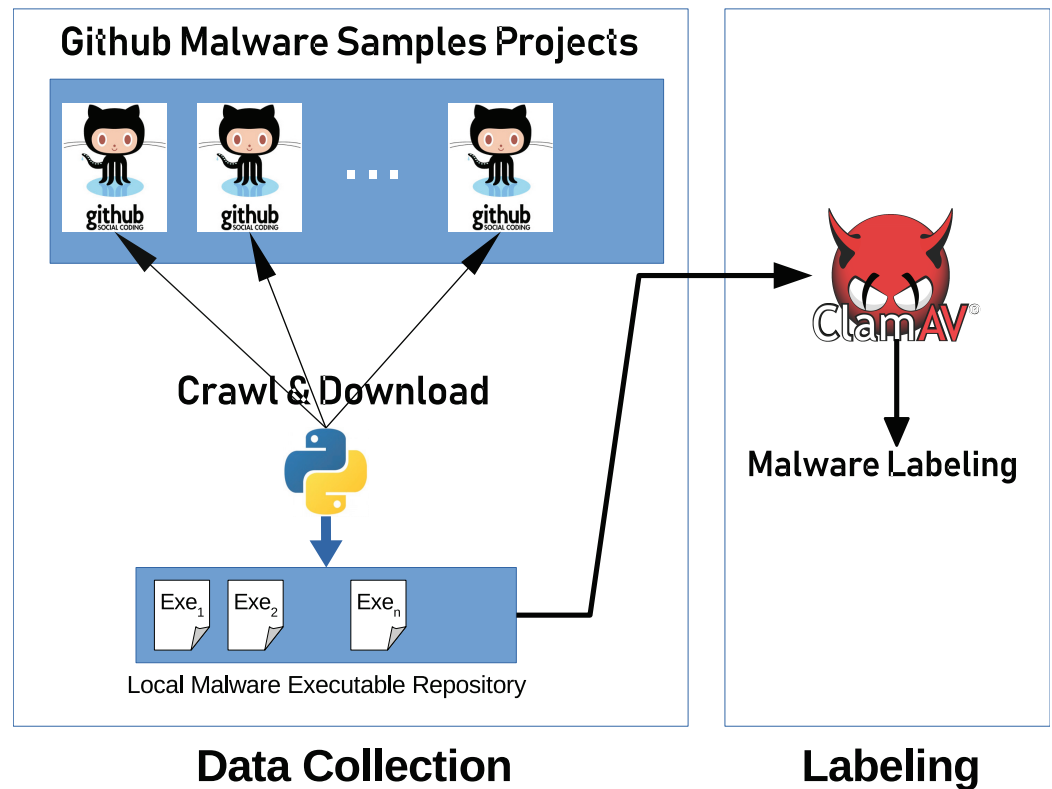 Github Malware Samples Projects
github
SOCIAL CODING
github
SOCIAL CODING
...
github
SOCIAL CODING
Crawl & Download
Exe1
Exe2
Exen
Local Malware Executable Repository
Data Collection
ClamAV®
Malware Labeling
Labeling